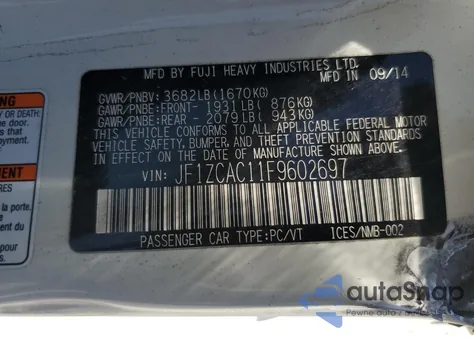 MFD BY FUJI HEAVY INDUSTRIES LTD.
IN 09/14
GVWR/PNBV: 3682LB(1670KG)
GAWR/PNBE:FRONT- 1931LB( 876KG)
GAWR/PNBE:REAR - 2079LB( 943KG)
THIS VEHICLE CONFORMS TO ALL APPLICABLE FEDERAL MOTOR
VEHICLE SAFETY, BUMPER, AND THEFT PREVENTION STANDARDS
IN EFFECT ON THE DATE OF MANUFACTURE SHOWN ABOVE.
VIN: JF1ZCAC11F9602697
PASSENGER CAR TYPE:PC/VT ICES/NMB-002
autoSnap
Pewne auto z